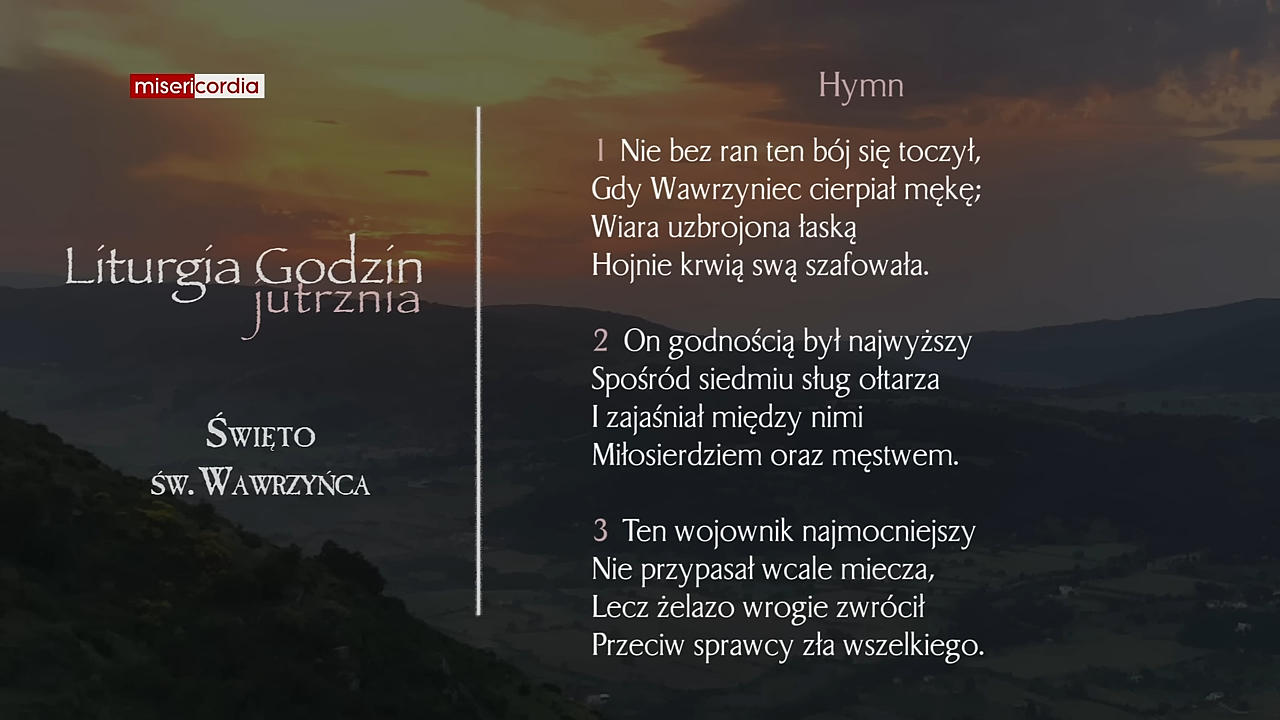 misericordia
Liturgia Godzin
jutrznia
Święto
św. Wawrzyńca
Hymn
1 Nie bez ran ten bój się toczył,
Gdy Wawrzyniec cierpiał mękę;
Wiara uzbrojona łaską
Hojnie krwią swą szafowała.
2 On godnością był najwyższy
Spośród siedmiu sług ołtarza
I zajaśniał między nimi
Miłosierdziem oraz męstwem.
3 Ten wojownik najmocniejszy
Nie przypasał wcale miecza,
Lecz żelazo wrogie zwrócił
Przeciw sprawcy zła wszelkiego.